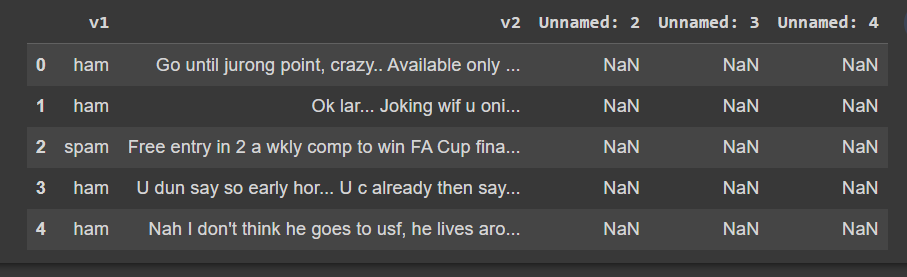 v1 v2 Unnamed: 2 Unnamed: 3 Unnamed: 4
0 ham Go until jurong point, crazy.. Available only ... NaN NaN NaN
1 ham Ok lar... Joking wif u oni... NaN NaN NaN
2 spam Free entry in 2 a wkly comp to win FA Cup fina... NaN NaN NaN
3 ham U dun say so early hor... U c already then say... NaN NaN NaN
4 ham Nah I don't think he goes to usf, he lives aro... NaN NaN NaN